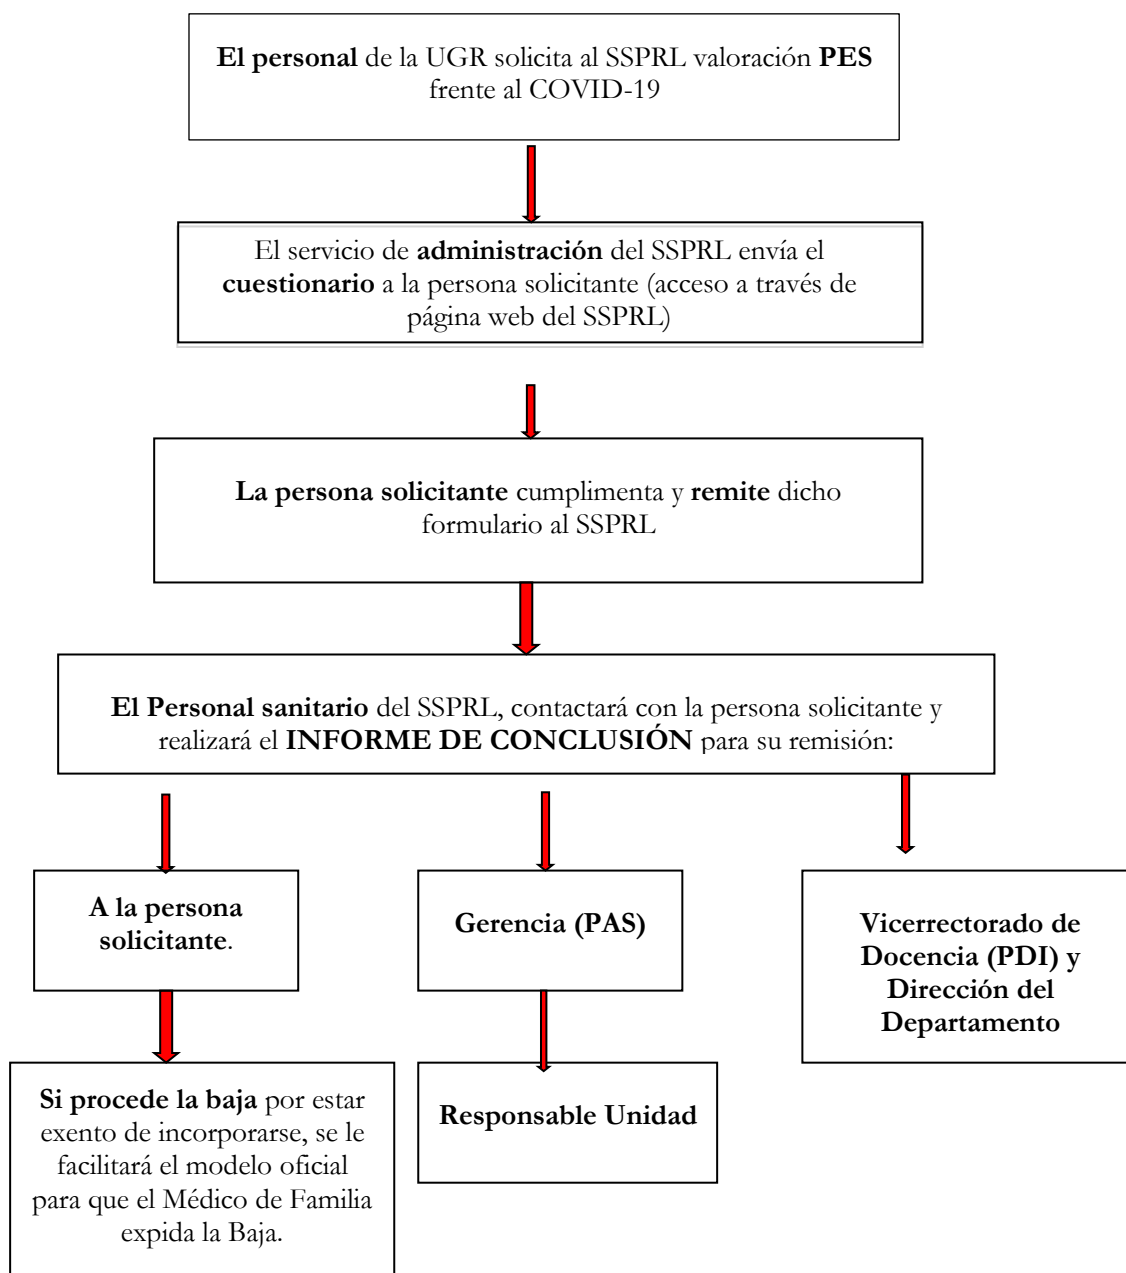 El personal de la UGR solicita al SSPRL valoración PES
frente al COVID-19
El servicio de administración del SSPRL envía el
cuestionario a la persona solicitante (acceso a través de
página web del SSPRL)
La persona solicitante cumplimenta y remite dicho
formulario al SSPRL
El Personal sanitario del SSPRL, contactará con la persona solicitante y
realizará el INFORME DE CONCLUSIÓN para su remisión:
A la persona
solicitante.
Si procede la baja por estar
exento de incorporarse, se le
facilitará el modelo oficial
para que el Médico de Familia
expida la Baja.
Gerencia (PAS)
Responsable Unidad
Vicerrectorado de
Docencia (PDI) y
Dirección del
Departamento